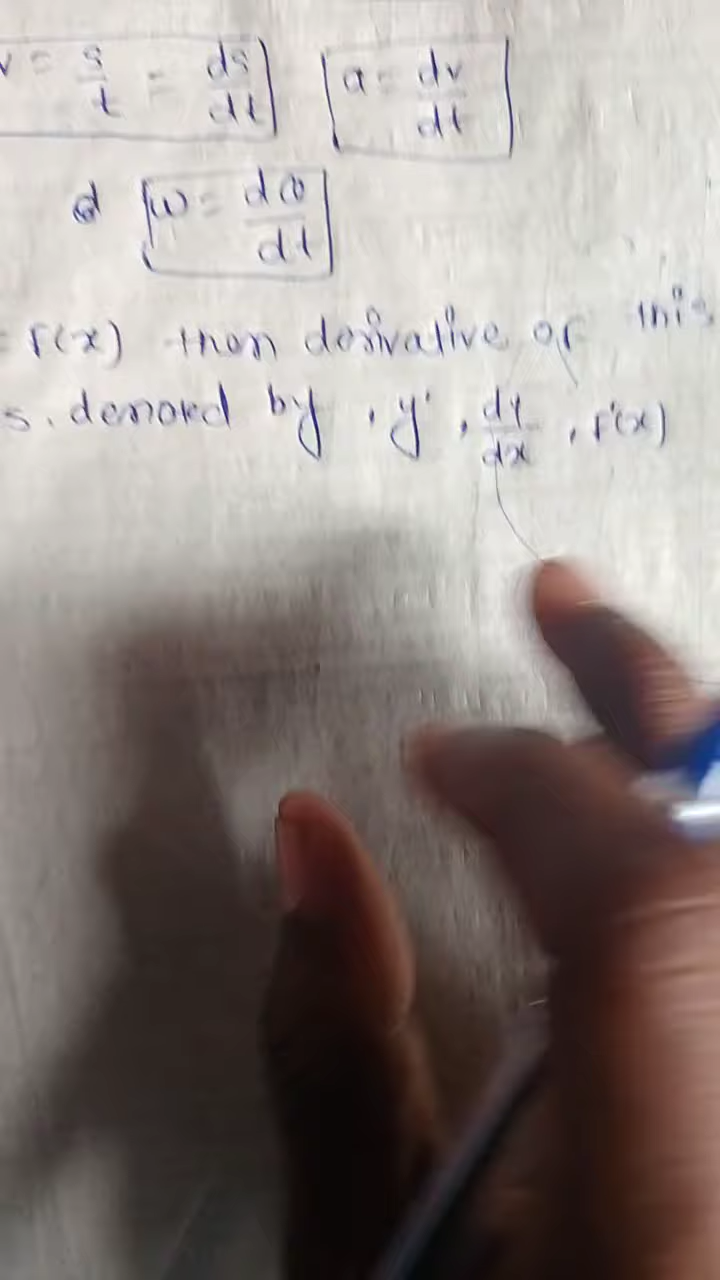 v = s/t = ds/dt a = dv/dt
ω = dθ/dt
= f(x) then derivative of this
s. denoted by , y' , dy/dx , f'(x)